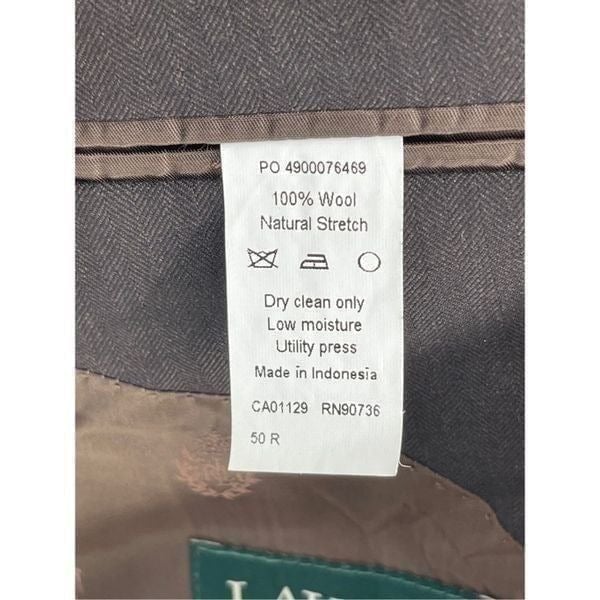 PO 4900076469
100% Wool
Natural Stretch
Dry clean only
Low moisture
Utility press
Made in Indonesia
CA01129 RN90736
50 R